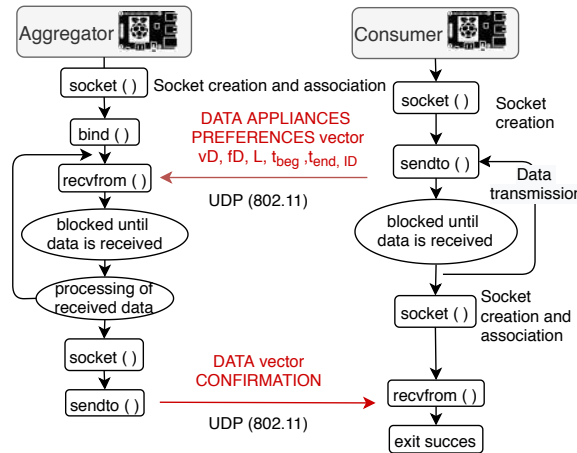 Aggregator
Consumer
socket ( )
Socket creation and association
socket ( )
Socket
creation
bind ( )
DATA APPLIANCES
PREFERENCES vector
vD, fD, L, tbeg ,tend, ID
recvfrom ( )
UDP (802.11)
sendto ( )
Data
transmission
blocked until
data is received
blocked until
data is received
processing of
received data
socket ( )
Socket
creation and
association
socket ( )
DATA vector
CONFIRMATION
sendto ( )
UDP (802.11)
recvfrom ( )
exit succes